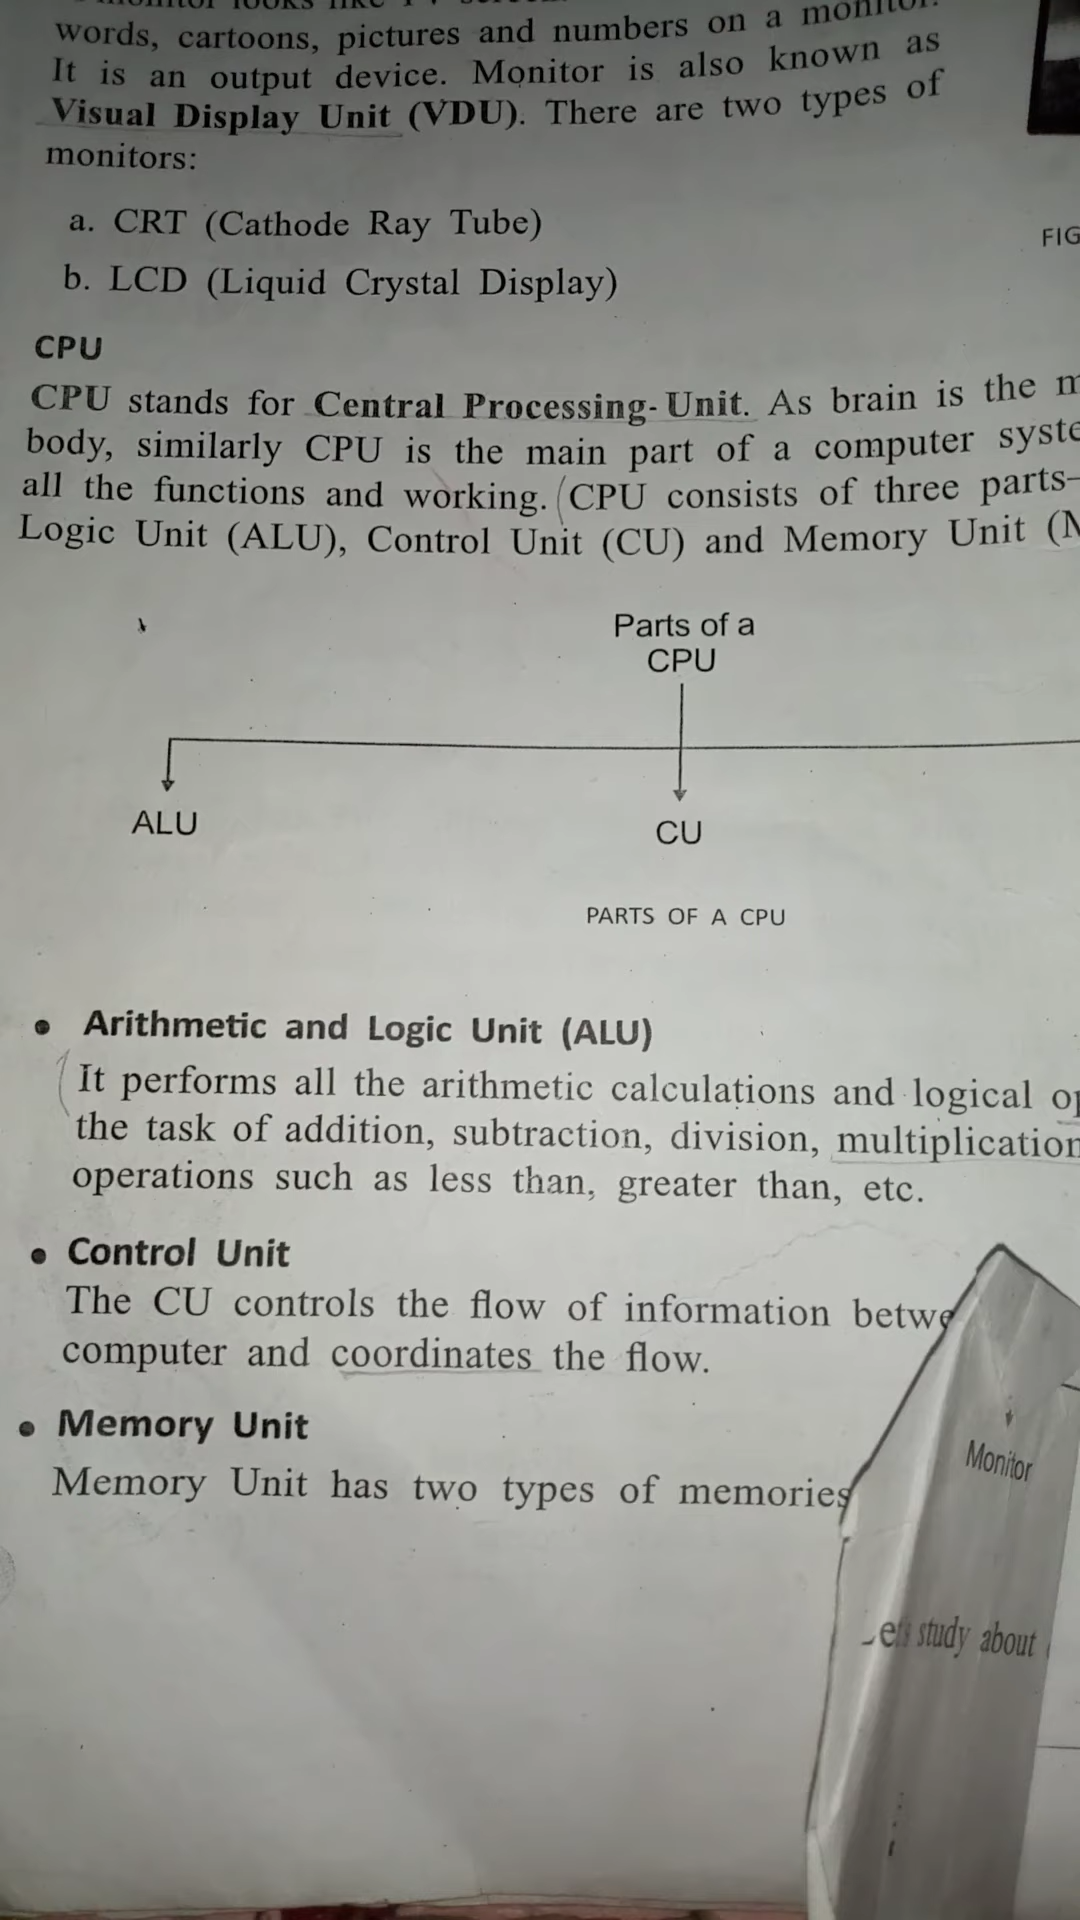 words, cartoons, pictures and numbers on a
It is an output device. Monitor is also known as
Visual Display Unit (VDU). There are two types of
monitors:
a. CRT (Cathode Ray Tube)
FIG
b. LCD (Liquid Crystal Display)
CPU
CPU stands for Central Processing-Unit. As brain is the
body, similarly CPU is the main part of a computer
all the functions and working. (CPU consists of three parts-
Logic Unit (ALU), Control Unit (CU) and Memory Unit
Parts of a
CPU
ALU
CU
PARTS OF A CPU
• Arithmetic and Logic Unit (ALU)
It performs all the arithmetic calculations and logical
the task of addition, subtraction, division, multiplication
operations such as less than, greater than, etc.
• Control Unit
The CU controls the flow of information
computer and coordinates the flow.
• Memory Unit
Memory Unit has two types of memories
Monitor
study about